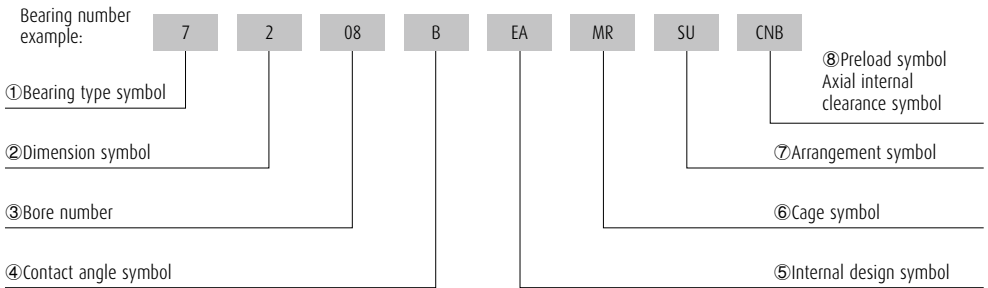 Bearing number
example:
7 2 08 B EA MR SU CNB
⑧Preload symbol
Axial internal
clearance symbol
①Bearing type symbol
②Dimension symbol
⑦Arrangement symbol
③Bore number
⑥Cage symbol
④Contact angle symbol
⑤Internal design symbol